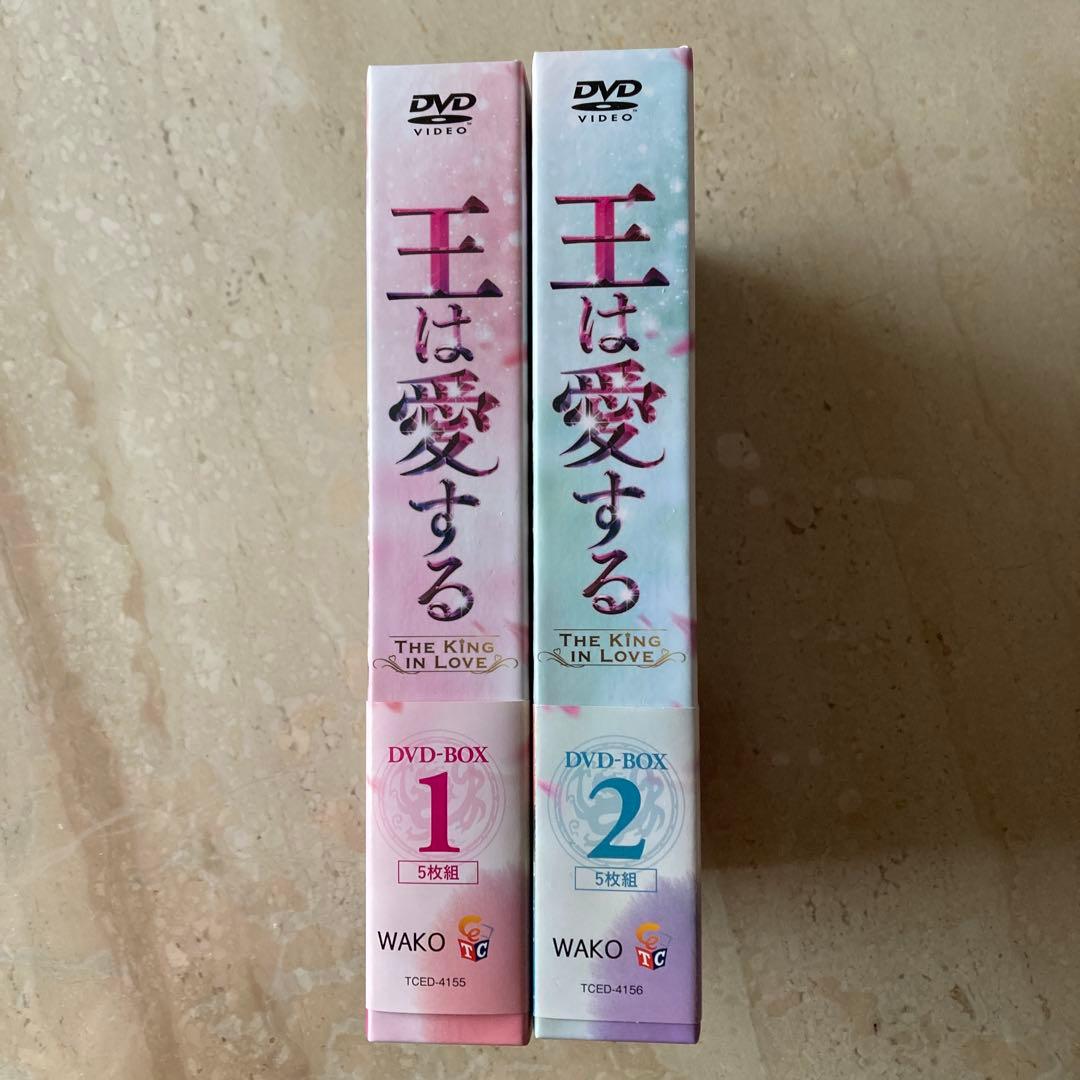 DVD
VIDEO
王は愛する
THE KING
IN LOVE
DVD-BOX
1
5枚組
WAKO
TC
TCED-4155
DVD
VIDEO
王は愛する
THE KING
IN LOVE
DVD-BOX
2
5枚組
WAKO
TC
TCED-4156